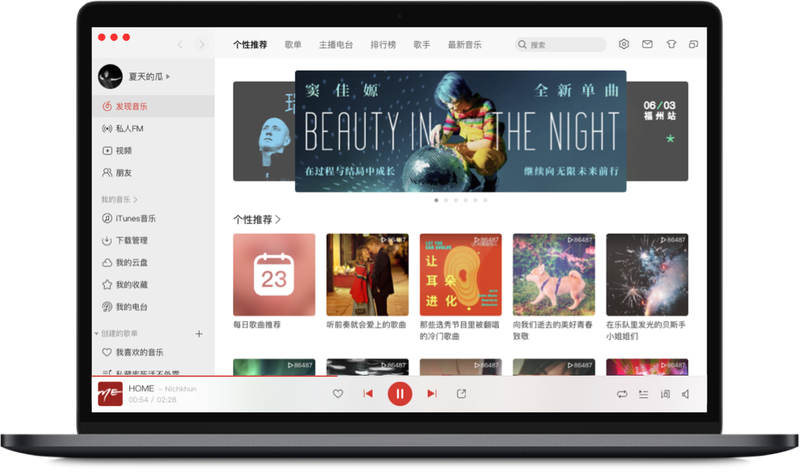 个性推荐 歌单 主播电台 排行榜 歌手 最新音乐 搜索
夏天的瓜
发现音乐
私人FM
视频
朋友
我的音乐
iTunes音乐
下载管理
我的云盘
我的收藏
我的电台
创建的歌单
我喜欢的音乐
窦佳嫄 全新单曲
BEAUTY IN THE NIGHT
在过程与结局中成长 继续向无限未来前行
06/03
福州站
个性推荐
23
每日歌曲推荐
86487
听前奏就会爱上的歌曲
86487
让
耳朵
进化
那些选秀节目里被翻唱
的冷门歌曲
86487
向我们逝去的美好青春
致敬
86487
在乐队里发光的贝斯手
小姐姐们
86487
86487
86487
86487
86487
HOME - Nichkhun
00:54 / 02:28
词